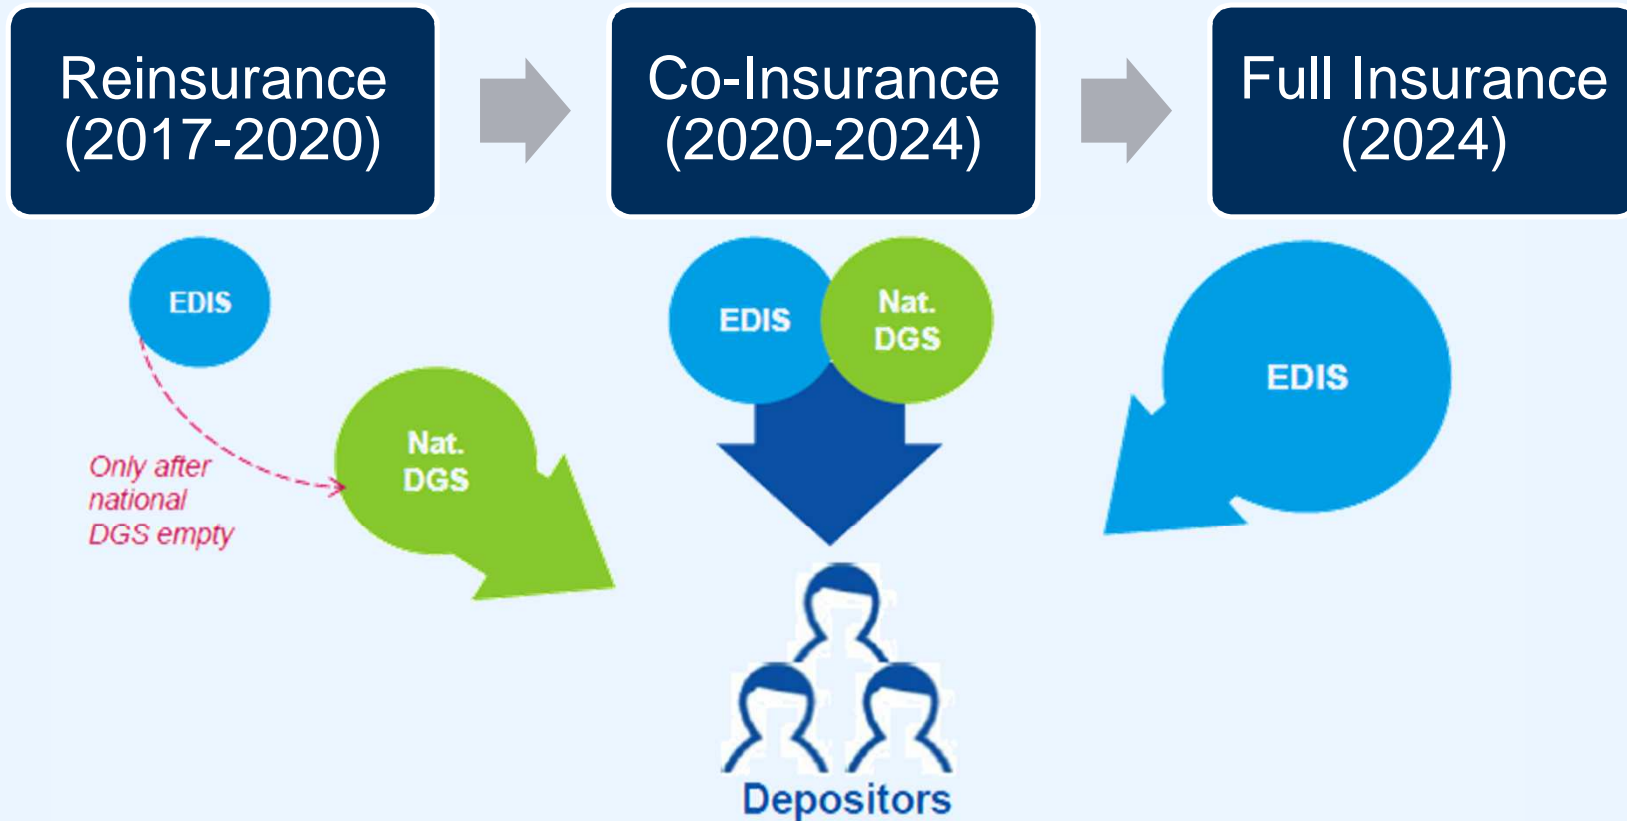 Reinsurance
(2017-2020)
Co-Insurance
(2020-2024)
Full Insurance
(2024)
EDIS
Only after
national
DGS empty
Nat.
DGS
EDIS
Nat.
DGS
EDIS
Depositors